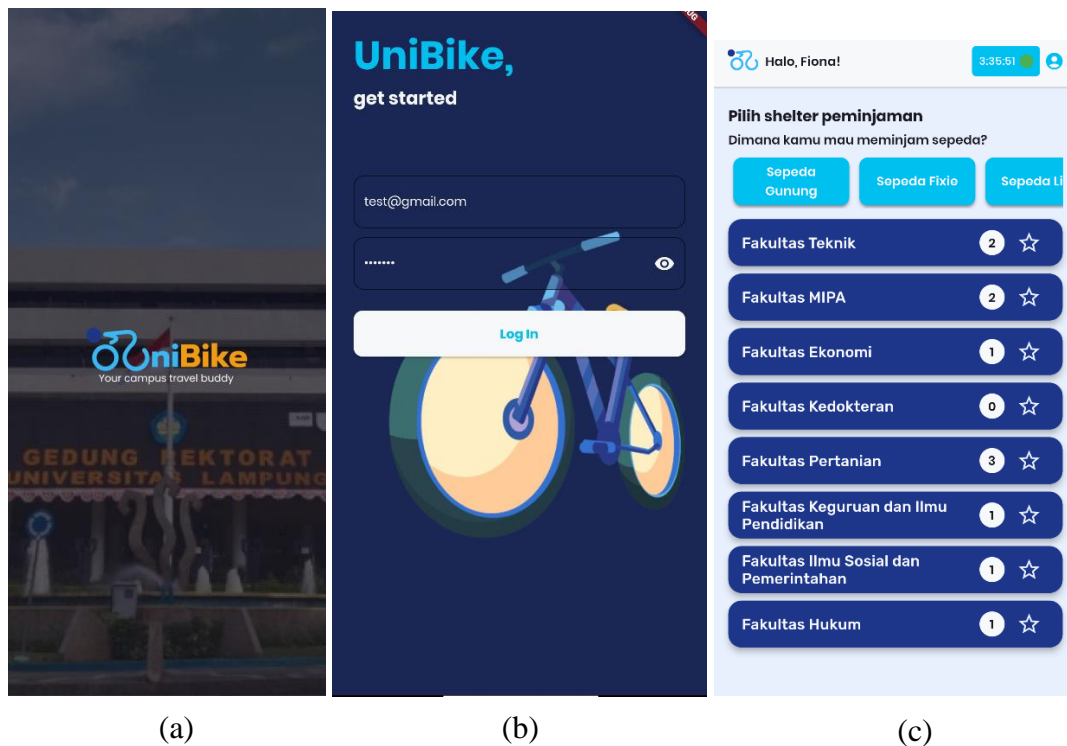 UniBike
Your campus travel buddy
GEDUNG REKTORAT
UNIVERSITAS LAMPUNG
(a)
UniBike,
get started
test@gmail.com
•••••••
Log In
(b)
Halo, Fiona!
3:35:51
Pilih shelter peminjaman
Dimana kamu mau meminjam sepeda?
Sepeda
Gunung
Sepeda Fixie
Sepeda Li
Fakultas Teknik
2
Fakultas MIPA
2
Fakultas Ekonomi
1
Fakultas Kedokteran
0
Fakultas Pertanian
3
Fakultas Keguruan dan Ilmu
Pendidikan
1
Fakultas Ilmu Sosial dan
Pemerintahan
1
Fakultas Hukum
1
(c)